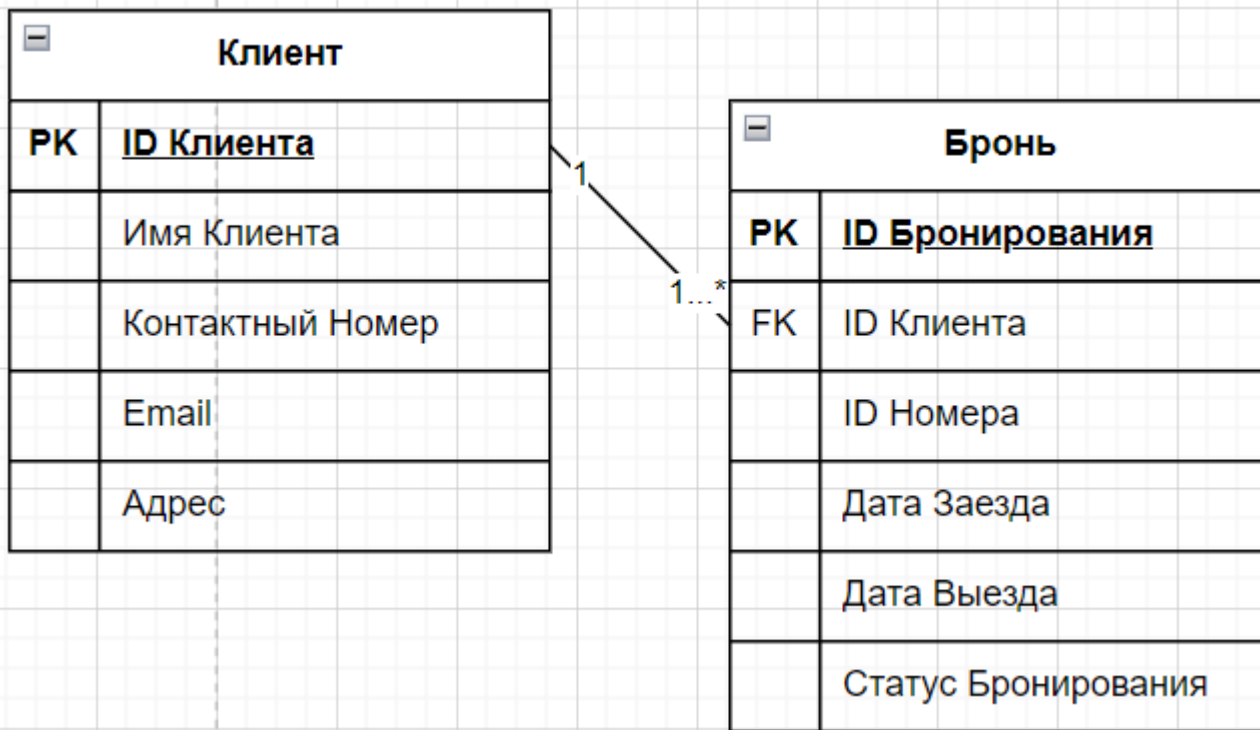 Клиент
PK ID Клиента
Имя Клиента
Контактный Номер
Email
Адрес
1
1...*
Бронь
PK ID Бронирования
FK ID Клиента
ID Номера
Дата Заезда
Дата Выезда
Статус Бронирования